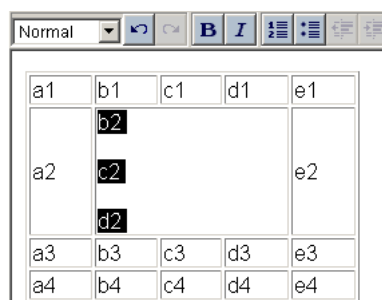 Normal B I
a1 b1 c1 d1 e1
b2
a2 c2 e2
d2
a3 b3 c3 d3 e3
a4 b4 c4 d4 e4